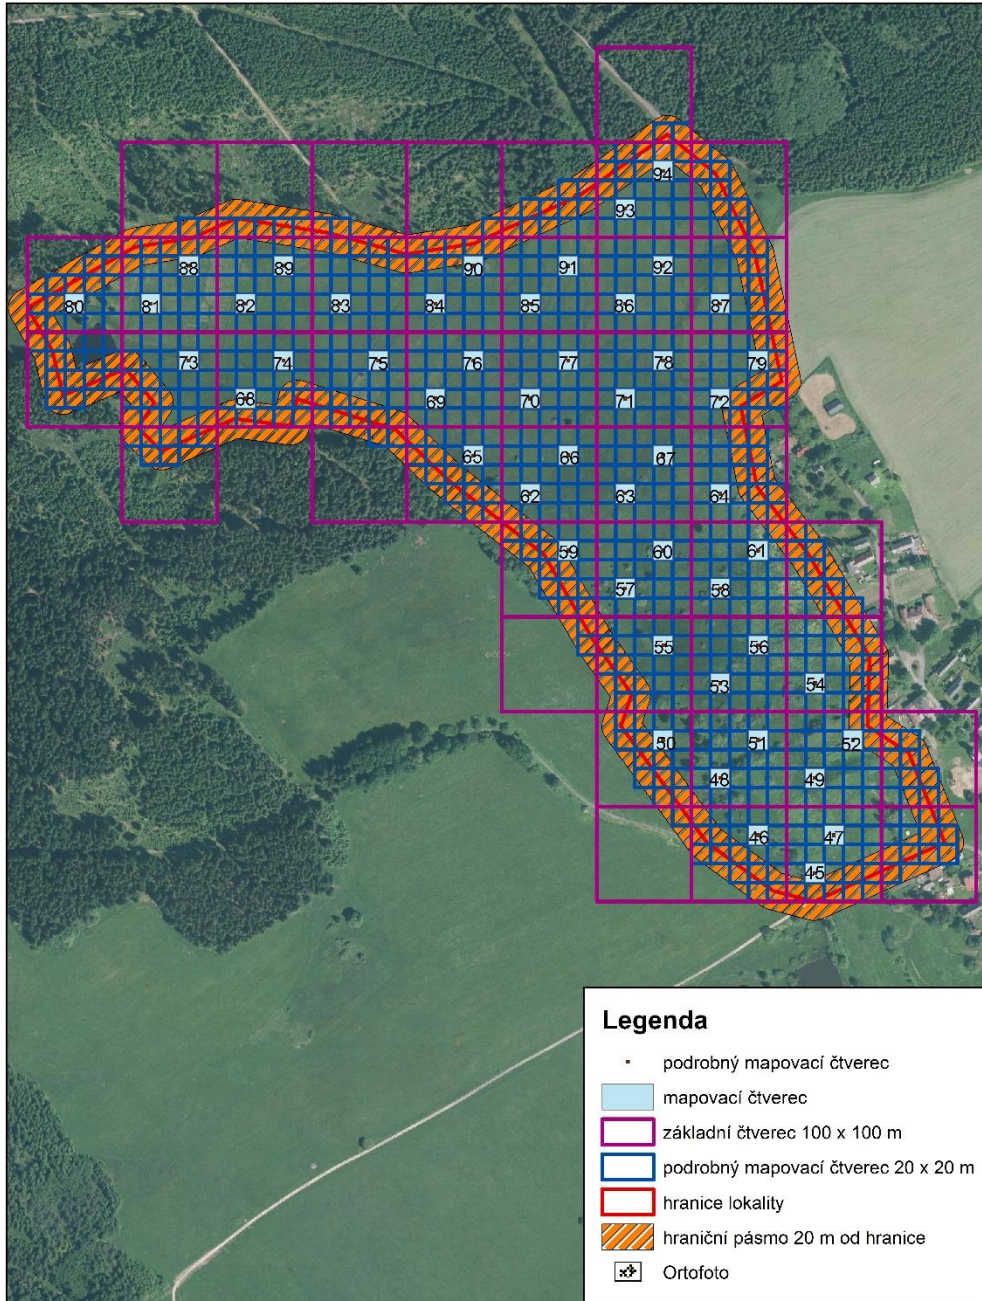 94
93
88 89 90 91 92
80 81 82 83 84 85 86 87
73 74 75 76 77 78 79
68 69 70 71 72
65 66 67
62 63 64
59 60 61
57 58
55 56
53 54
50 51 52
48 49
46 47
45
Legenda
podrobný mapovací čtverec
mapovací čtverec
základní čtverec 100 x 100 m
podrobný mapovací čtverec 20 x 20 m
hranice lokality
hraniční pásmo 20 m od hranice
Ortofoto